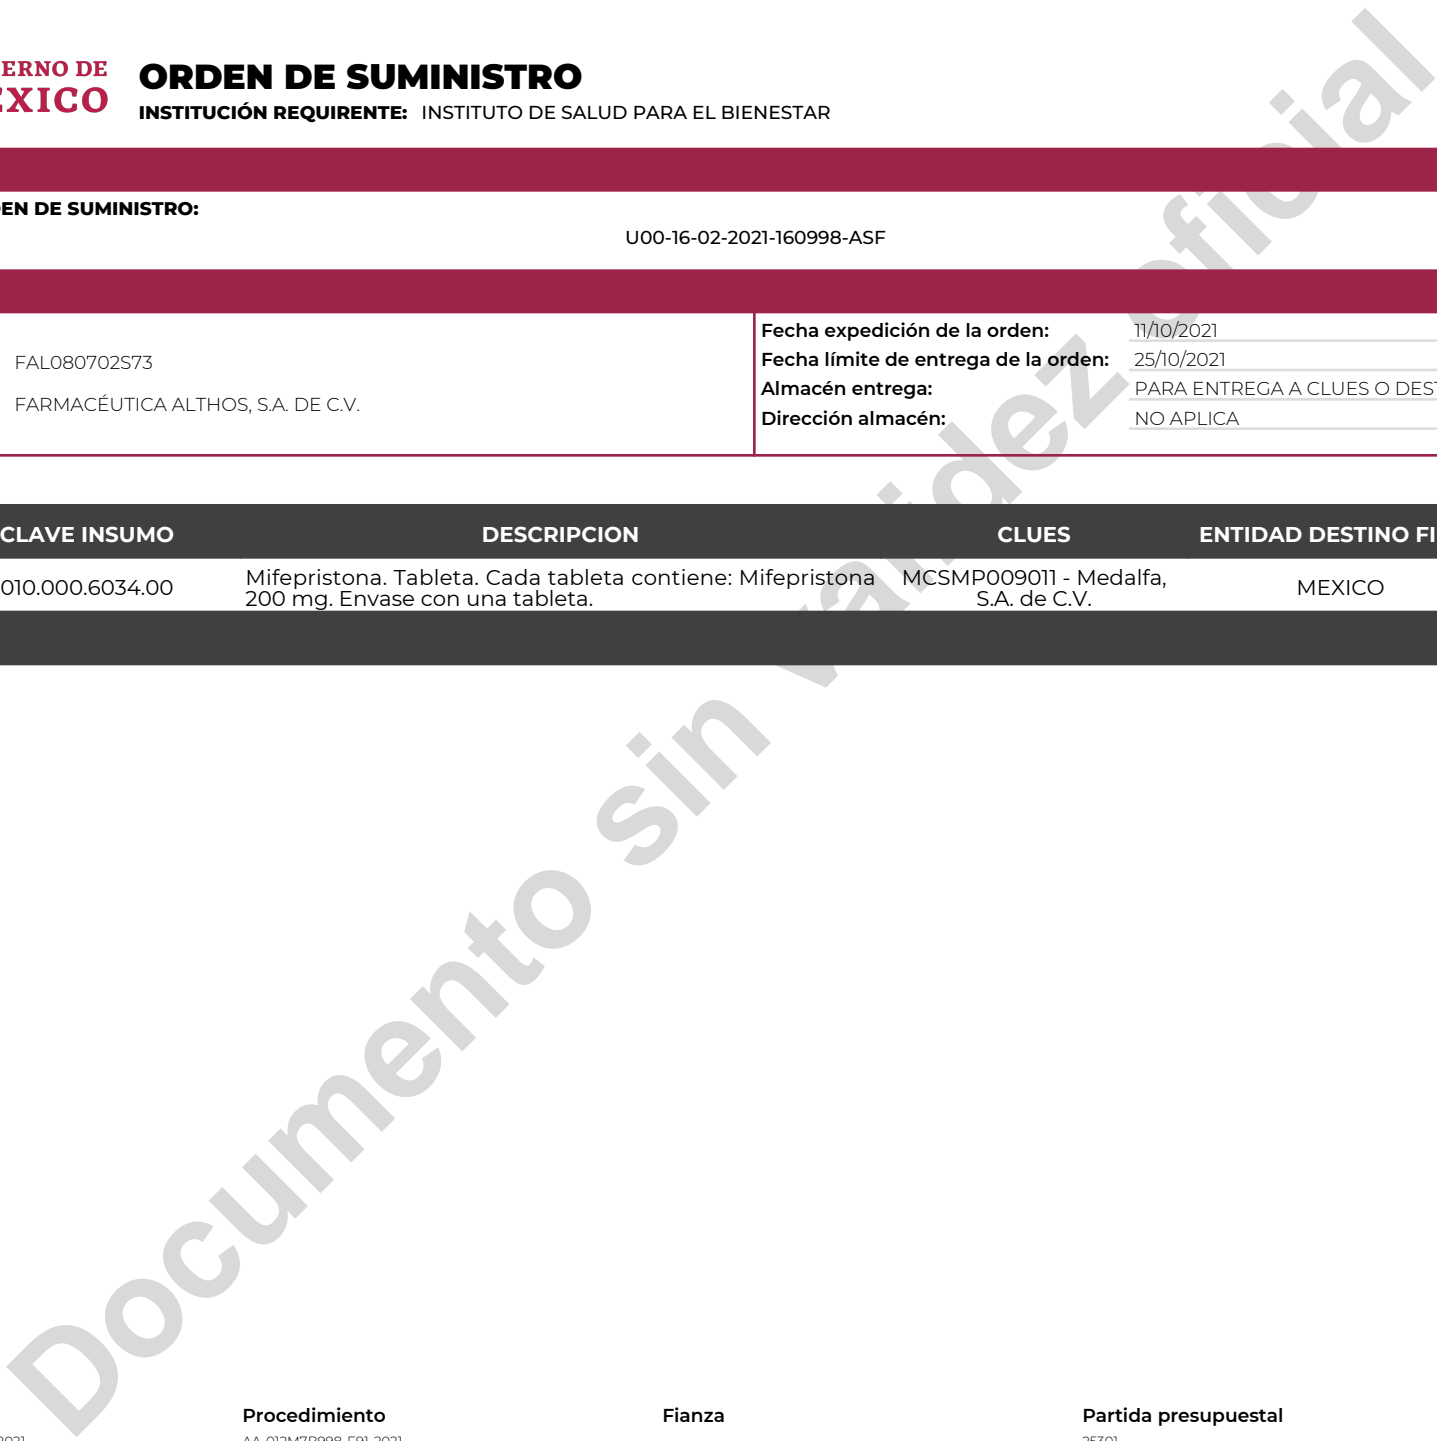 ERNO DE
ORDEN DE SUMINISTRO
EXICO
INSTITUCIÓN REQUIRENTE: INSTITUTO DE SALUD PARA EL BIENESTAR
EN DE SUMINISTRO:
U00-16-02-2021-160998-ASF
Fecha expedición de la orden: 11/10/2021
FAL080702S73
Fecha límite de entrega de la orden: 25/10/2021
Almacén entrega: PARA ENTREGA A CLUES O DEST
FARMACÉUTICA ALTHOS, S.A. DE C.V.
Dirección almacén: NO APLICA
CLAVE INSUMO DESCRIPCION CLUES ENTIDAD DESTINO FI
010.000.6034.00 Mifepristona. Tableta. Cada tableta contiene: Mifepristona MCSMP009011 - Medalfa, MEXICO
200 mg. Envase con una tableta. S.A. de C.V.
Documento sin validez oficial
Procedimiento Fianza Partida presupuestal